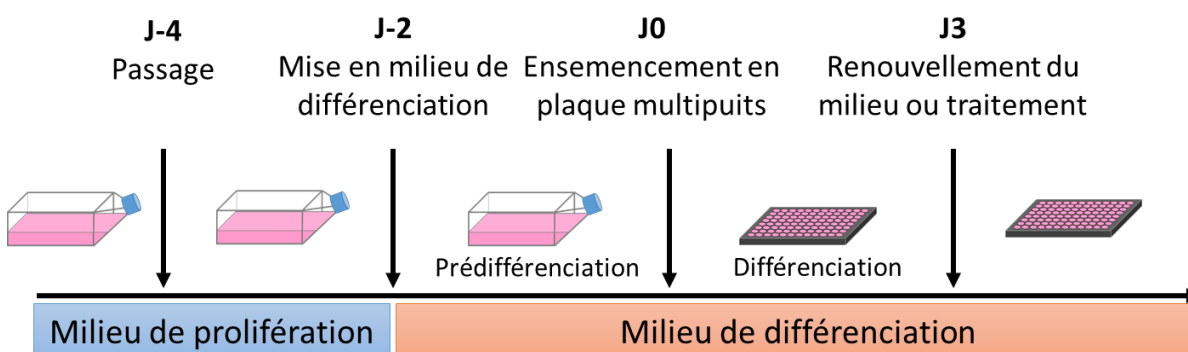 J-4
Passage
J-2
Mise en milieu de
différenciation
J0
Ensemencement en
plaque multipuits
J3
Renouvellement du
milieu ou traitement
Prédifférenciation
Différenciation
Milieu de prolifération
Milieu de différenciation